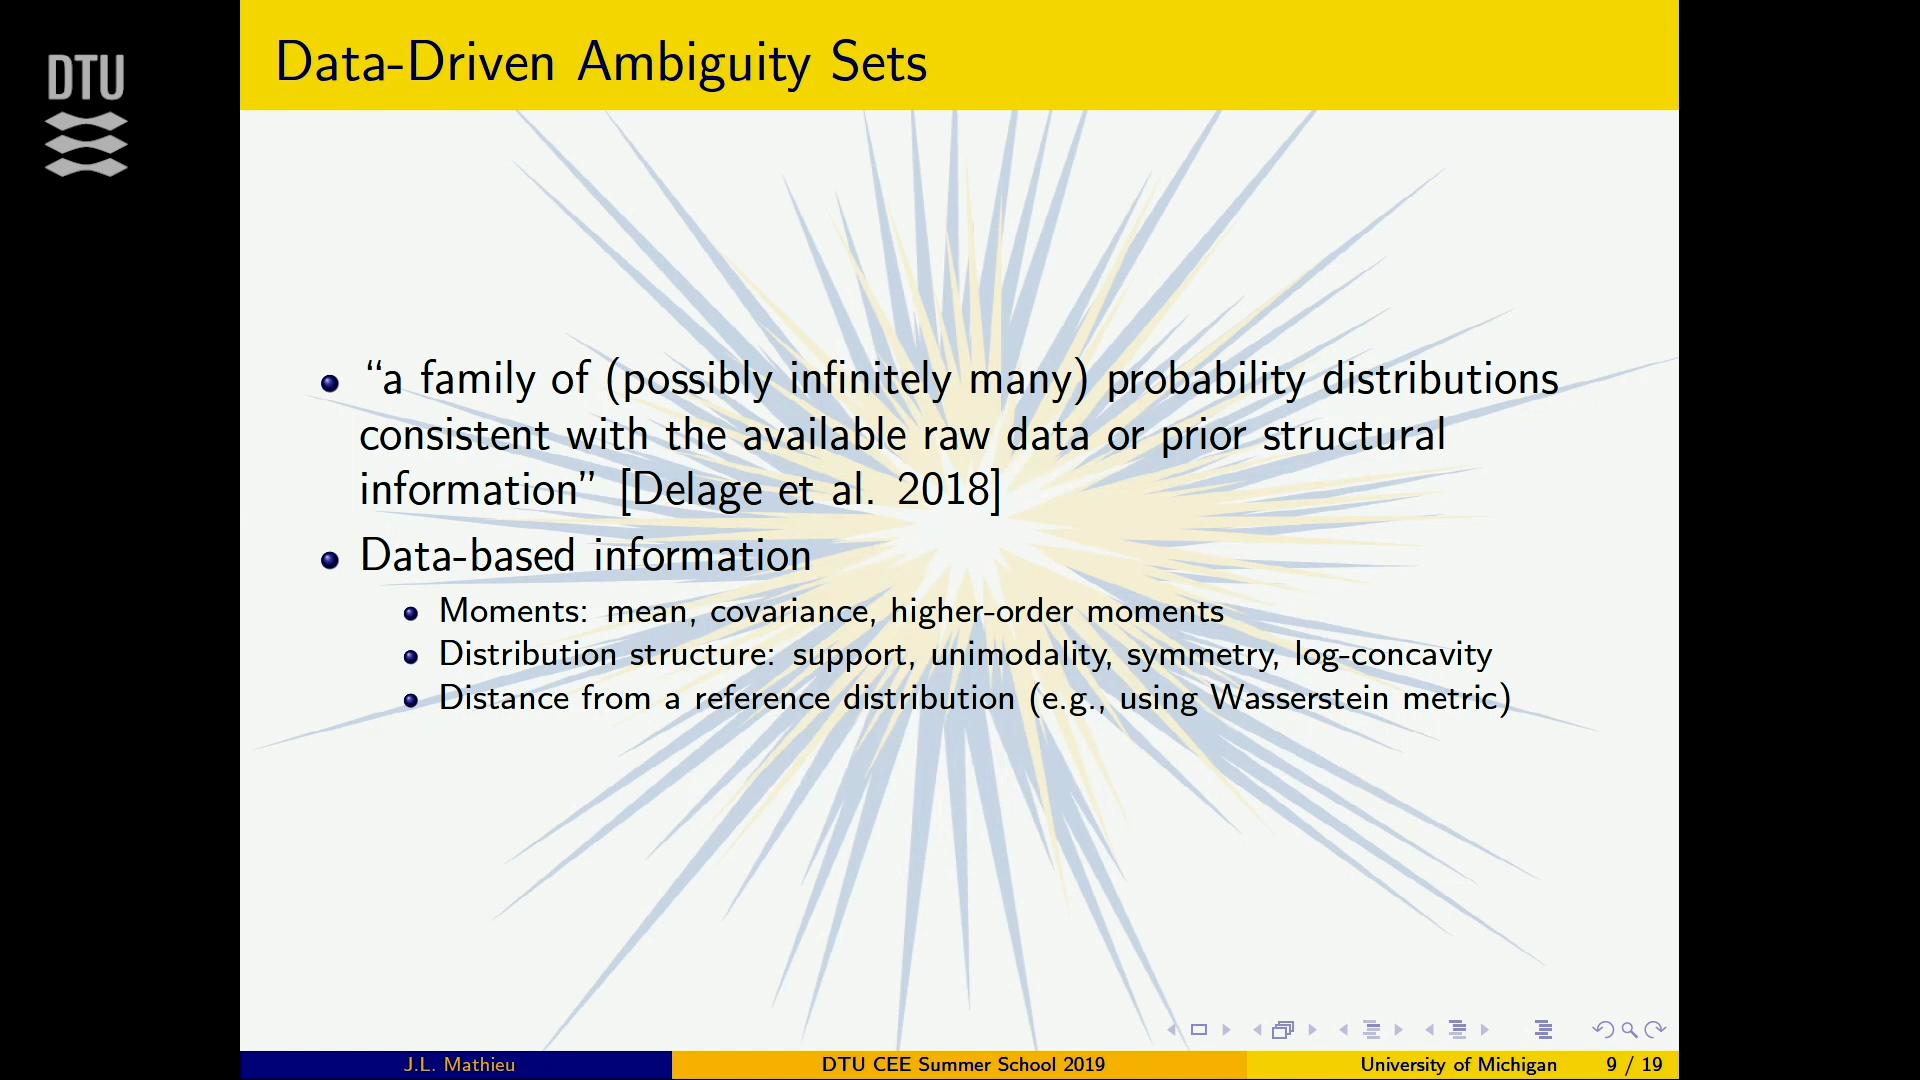 DTU
Data-Driven Ambiguity Sets
“a family of (possibly infinitely many) probability distributions
consistent with the available raw data or prior structural
information” [Delage et al. 2018]
Data-based information
Moments: mean, covariance, higher-order moments
Distribution structure: support, unimodality, symmetry, log-concavity
Distance from a reference distribution (e.g., using Wasserstein metric)
J.L. Mathieu
DTU CEE Summer School 2019
University of Michigan
9 / 19